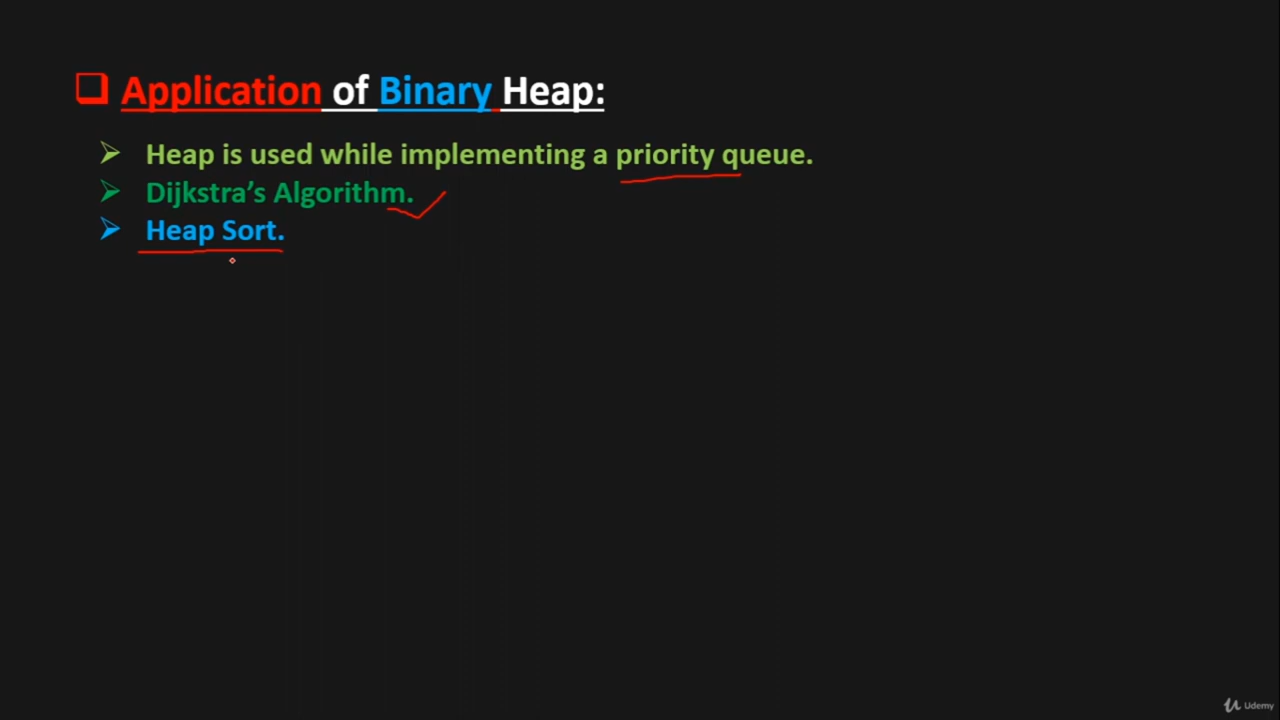 Application of Binary Heap:
Heap is used while implementing a priority queue.
Dijkstra’s Algorithm.
Heap Sort.
Udemy